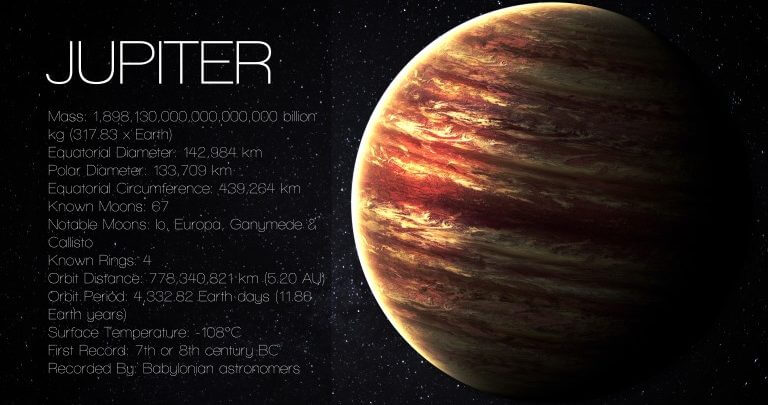 JUPITER
Mass: 1,898,130,000,000,000,000,000 billion
kg (317.83 x Earth)
Equatorial Diameter: 142,984 km
Polar Diameter: 133,709 km
Equatorial Circumference: 439,264 km
Known Moons: 67
Notable Moons: Io, Europa, Ganymede &
Callisto
Known Rings: 4
Orbit Distance: 778,340,821 km (5.20 AU)
Orbit Period: 4,332.82 Earth days (11.86
Earth years)
Surface Temperature: -108°C
First Record: 7th or 8th century BC
Recorded By: Babylonian astronomers